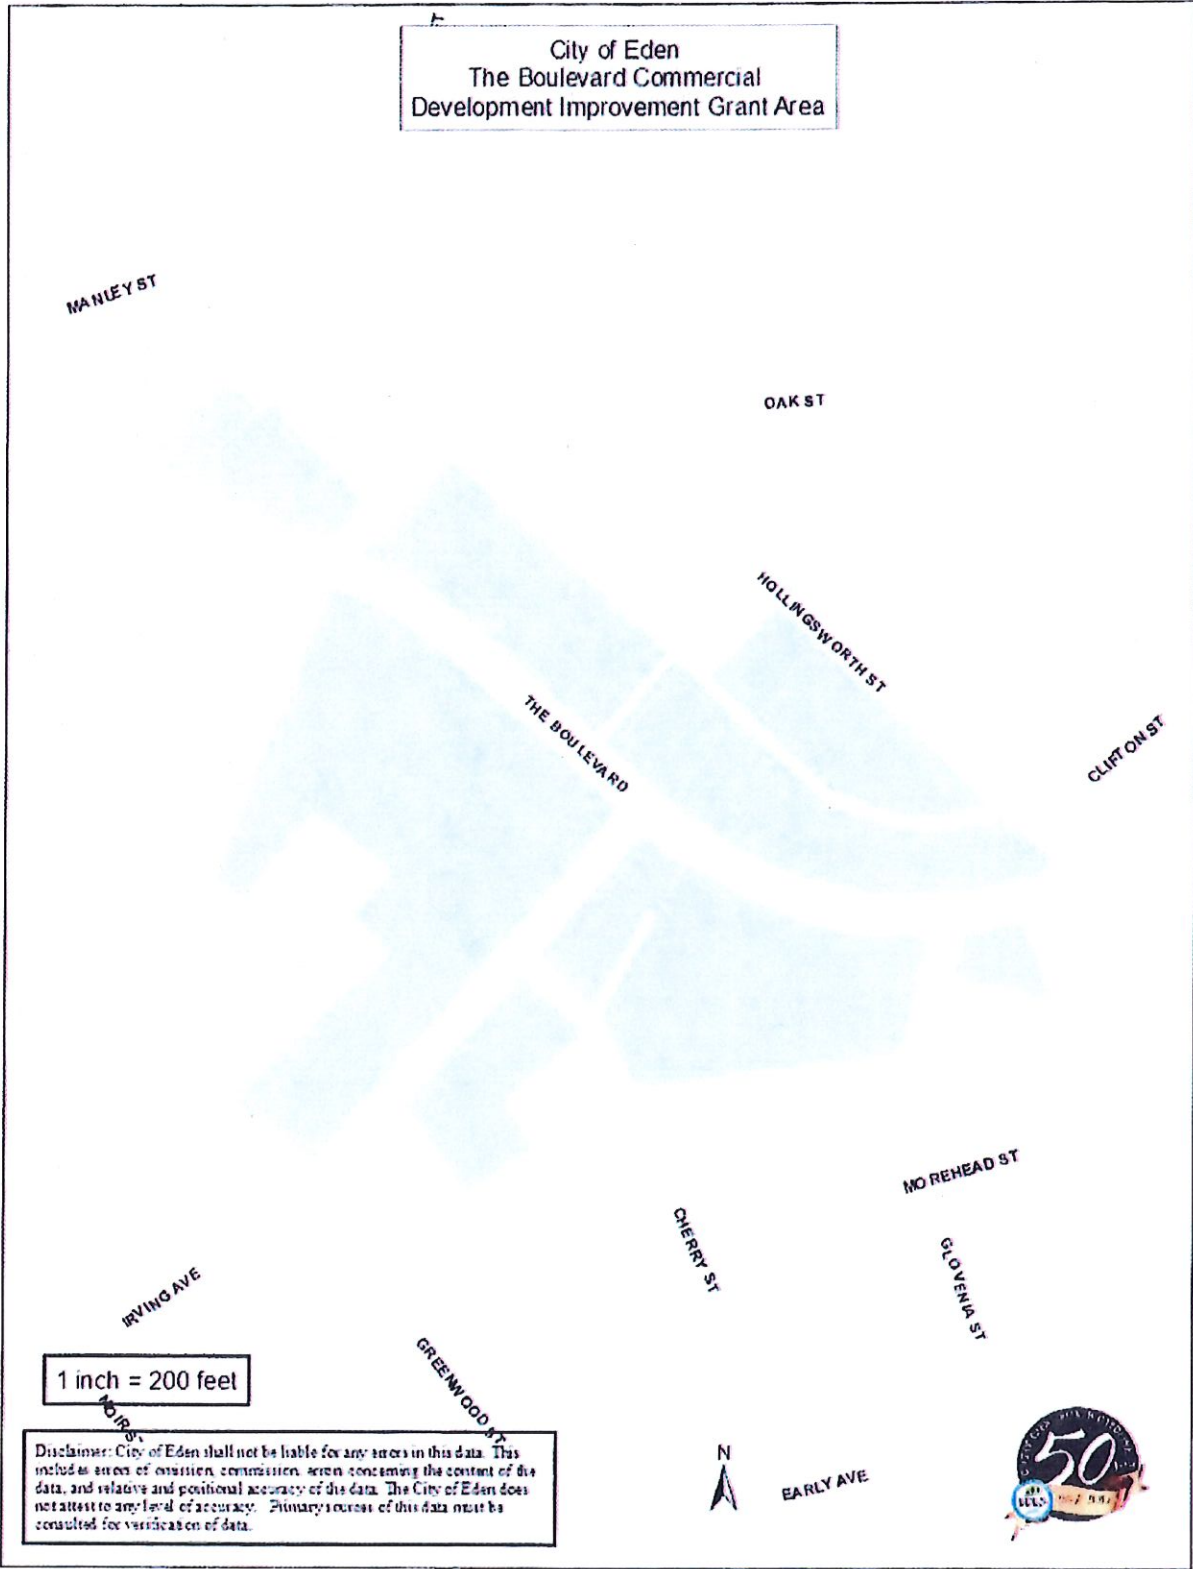 City of Eden
The Boulevard Commercial
Development Improvement Grant Area
MANLEY ST
OAK ST
HOLLINGSWORTH ST
THE BOULEVARD
CLIFTON ST
MOREHEAD ST
CHERRY ST
GLOVENIA ST
IRVING AVE
GREENWOOD ST
1 inch = 200 feet
Disclaimer: City of Eden shall not be liable for any errors in this data. This
includes errors of omission, commission, errors concerning the content of the
data, and relative and positional accuracy of the data. The City of Eden does
not attest to any level of accuracy. Primary sources of this data must be
consulted for verification of data.
N
EARLY AVE
50